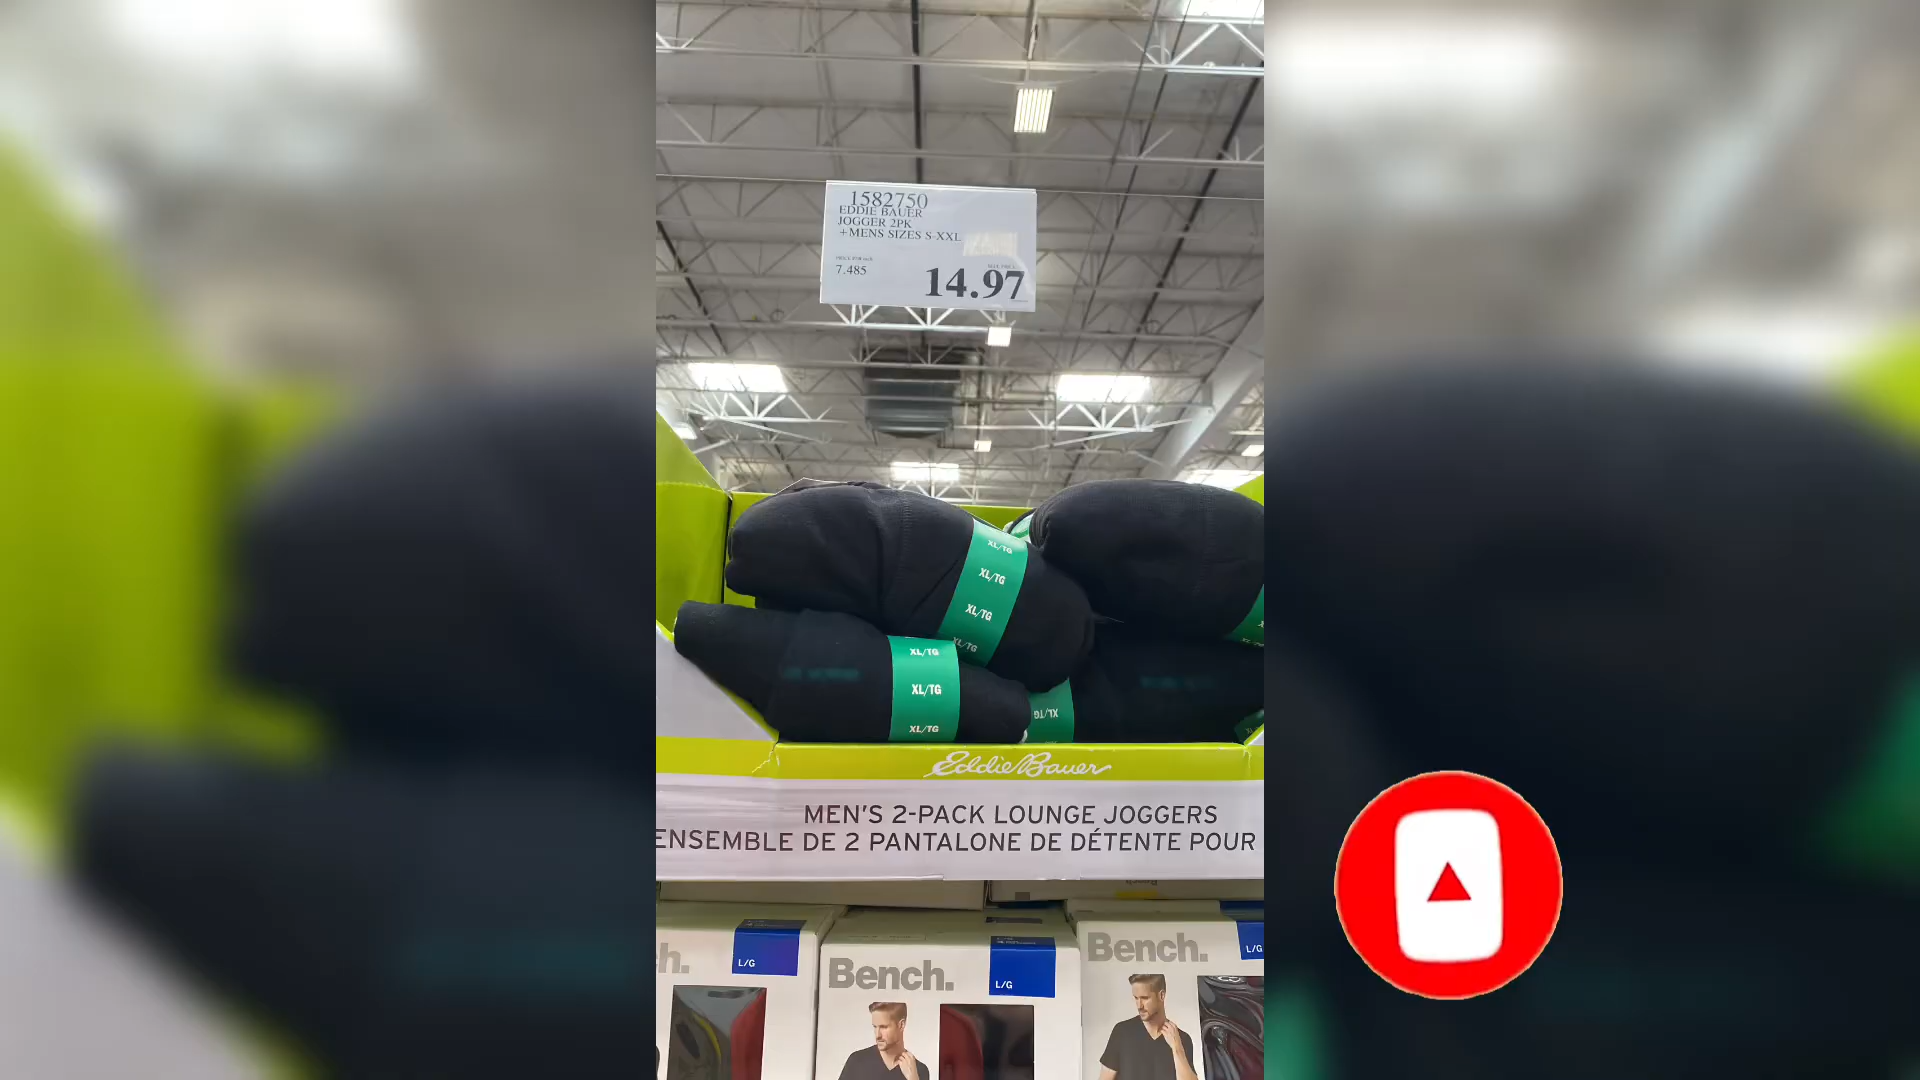 1582750
EDDIE BAUER
JOGGER 2PK
+MENS SIZES S-XXL
7.485
14.97
XL/TG
XL/TG
XL/TG
XL/TG
XL/TG
XL/TG
XL/TG
XL/TG
Eddie Bauer
MEN'S 2-PACK LOUNGE JOGGERS
ENSEMBLE DE 2 PANTALONE DE DÉTENTE POUR
h.
L/G
Bench.
L/G
Bench.
L/G